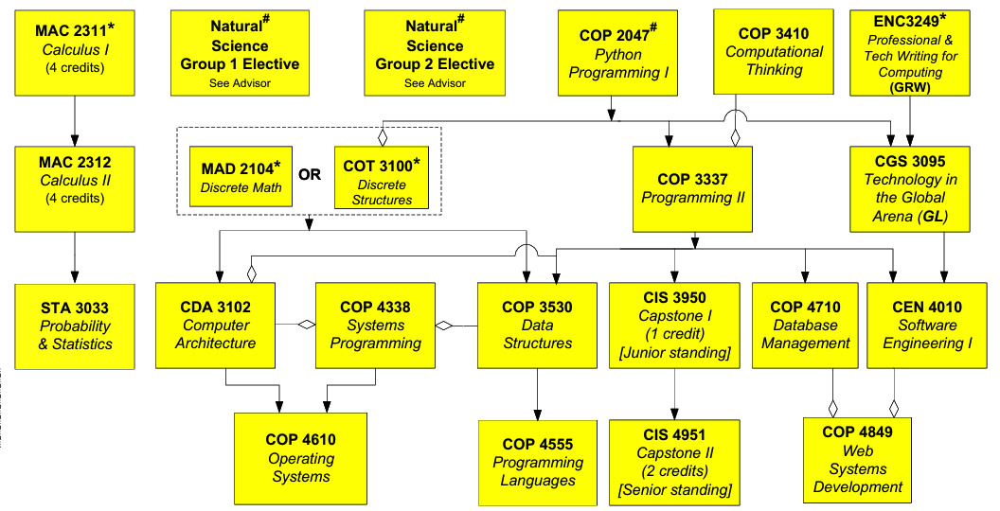 MAC 2311*
Calculus I
(4 credits)
Natural#
Science
Group 1 Elective
See Advisor
Natural#
Science
Group 2 Elective
See Advisor
COP 2047#
Python
Programming I
COP 3410
Computational
Thinking
ENC3249*
Professional &
Tech Writing for
Computing
(GRW)
MAC 2312
Calculus II
(4 credits)
MAD 2104*
Discrete Math
OR
COT 3100*
Discrete
Structures
COP 3337
Programming II
CGS 3095
Technology in
the Global
Arena (GL)
STA 3033
Probability
& Statistics
CDA 3102
Computer
Architecture
COP 4338
Systems
Programming
COP 3530
Data
Structures
CIS 3950
Capstone I
(1 credit)
[Junior standing]
COP 4710
Database
Management
CEN 4010
Software
Engineering I
COP 4610
Operating
Systems
COP 4555
Programming
Languages
CIS 4951
Capstone II
(2 credits)
[Senior standing]
COP 4849
Web
Systems
Development